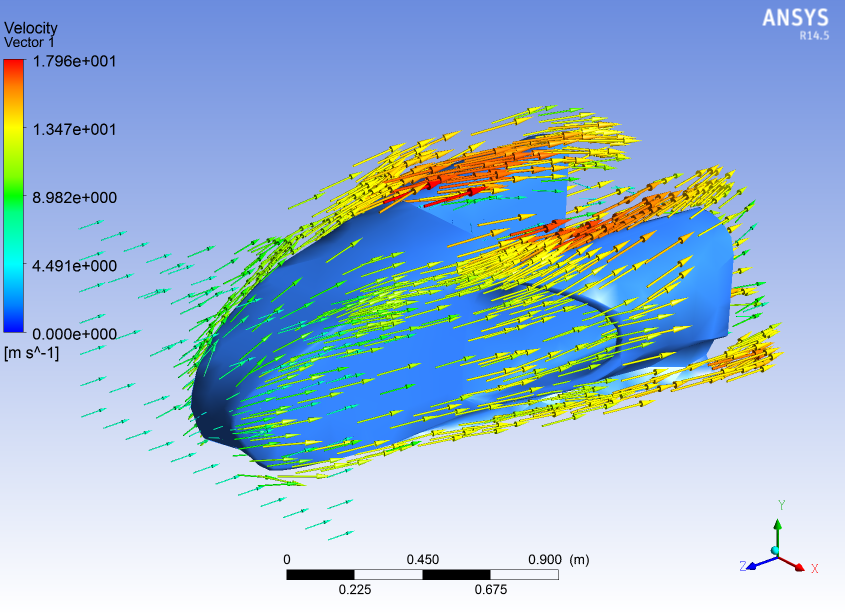 Velocity
Vector 1
ANSYS
R14.5
1.796e+001
1.347e+001
8.982e+000
4.491e+000
0.000e+000
[m s^-1]
Y
Z
X
0 0.450 0.900 (m)
0.225 0.675